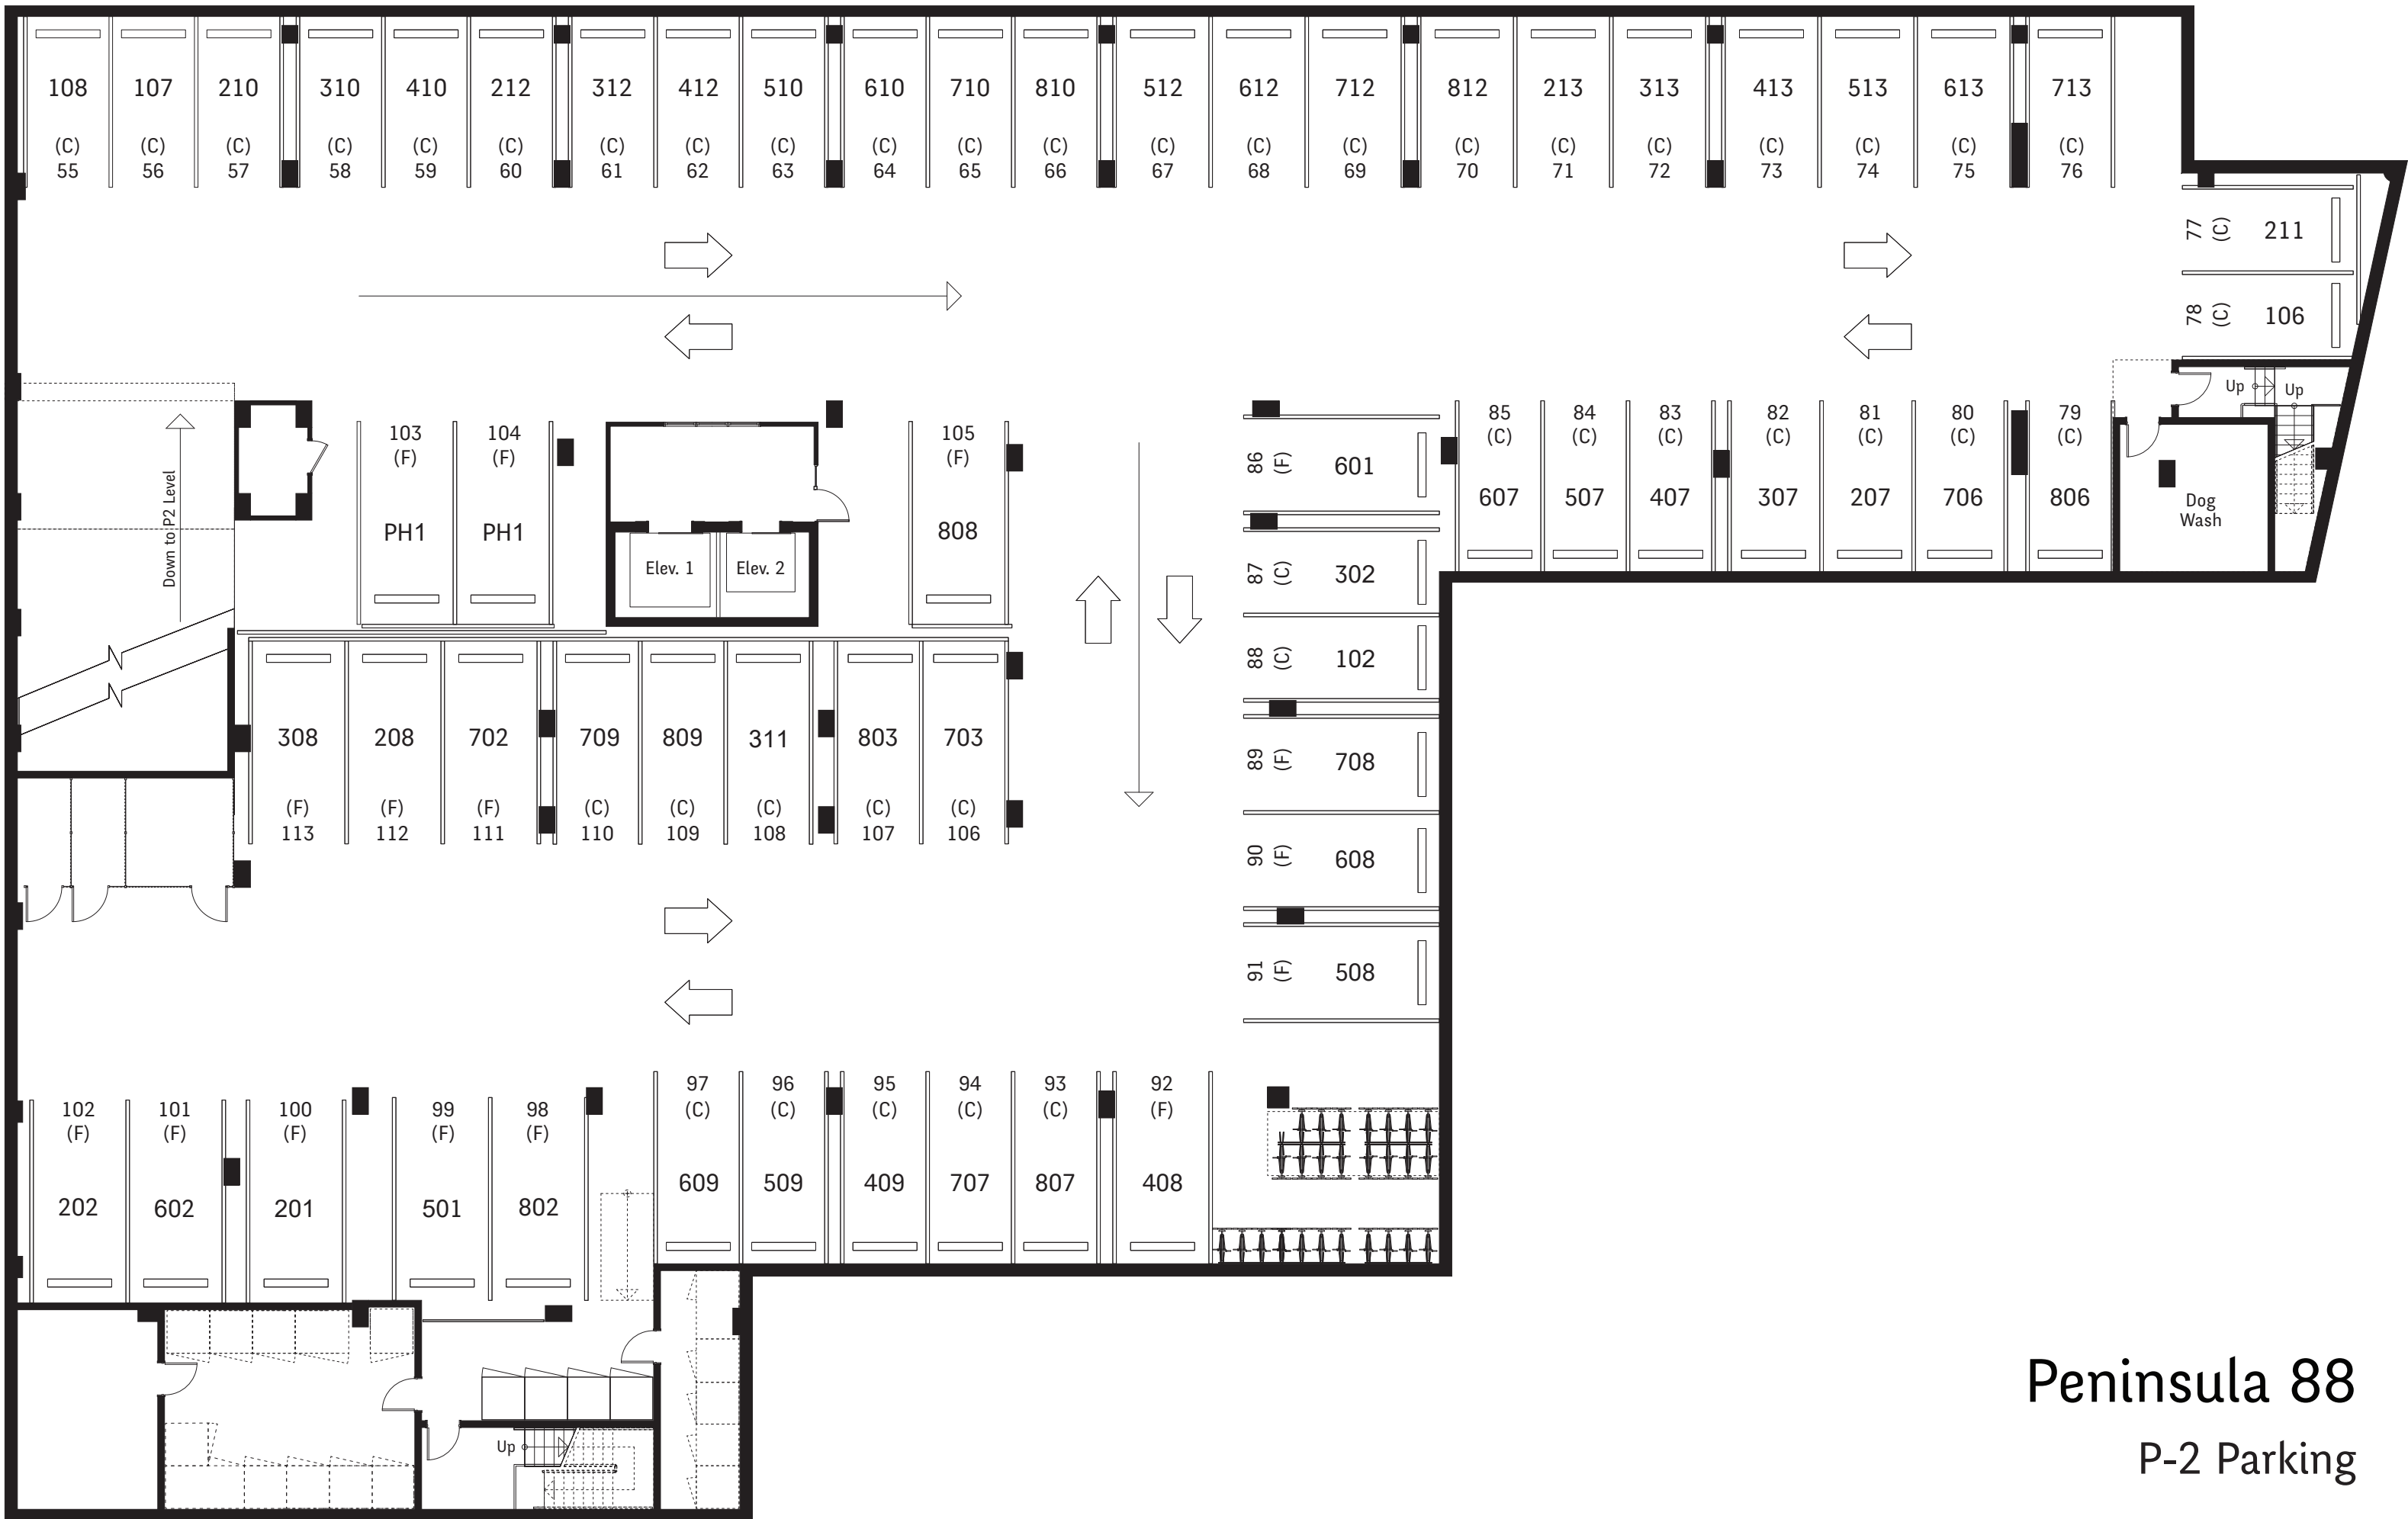 108 107 210 310 410 212 312 412 510 610 710 810 512 612 712 812 213 313 413 513 613 713
(C) (C) (C) (C) (C) (C) (C) (C) (C) (C) (C) (C) (C) (C) (C) (C) (C) (C) (C) (C) (C) (C)
55 56 57 58 59 60 61 62 63 64 65 66 67 68 69 70 71 72 73 74 75 76
77 (C) 211
78 (C) 106
Up Up
103 104 105
(F) (F) (F)
PH1 PH1 808
Down to P2 Level
Elev. 1 Elev. 2
86 (F) 601
87 (C) 302
88 (C) 102
89 (F) 708
90 (F) 608
91 (F) 508
85 84 83 82 81 80 79
(C) (C) (C) (C) (C) (C) (C)
607 507 407 307 207 706 806
Dog
Wash
308 208 702 709 809 311 803 703
(F) (F) (F) (C) (C) (C) (C) (C)
113 112 111 110 109 108 107 106
97 96 95 94 93 92
(C) (C) (C) (C) (C) (F)
609 509 409 707 807 408
102 101 100 99 98
(F) (F) (F) (F) (F)
202 602 201 501 802
Up
Peninsula 88
P-2 Parking